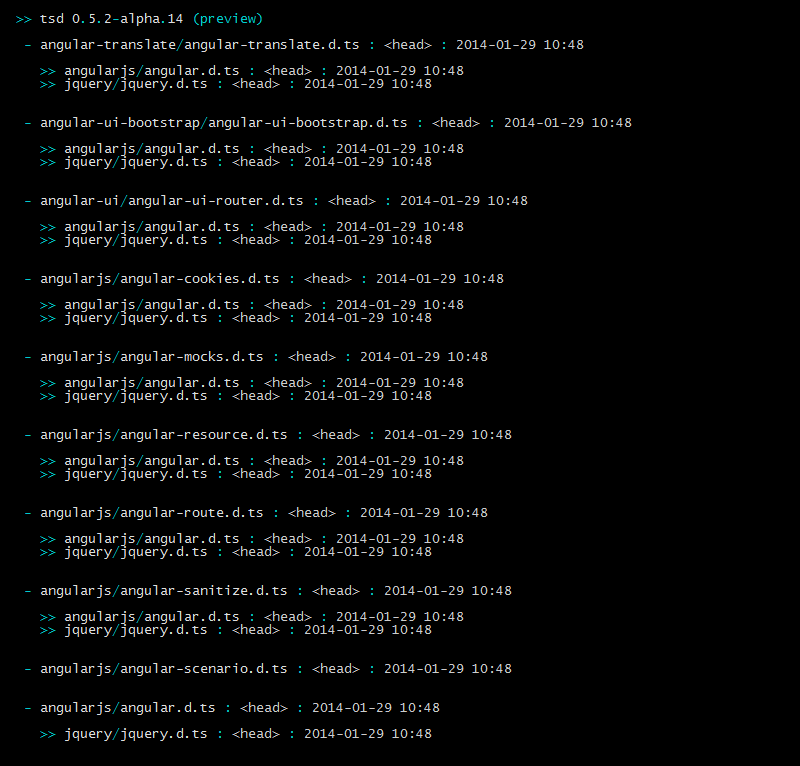 >> tsd 0.5.2-alpha.14 (preview)
- angular-translate/angular-translate.d.ts : <head> : 2014-01-29 10:48
>> angularjs/angular.d.ts : <head> : 2014-01-29 10:48
>> jquery/jquery.d.ts : <head> : 2014-01-29 10:48
- angular-ui-bootstrap/angular-ui-bootstrap.d.ts : <head> : 2014-01-29 10:48
>> angularjs/angular.d.ts : <head> : 2014-01-29 10:48
>> jquery/jquery.d.ts : <head> : 2014-01-29 10:48
- angular-ui/angular-ui-router.d.ts : <head> : 2014-01-29 10:48
>> angularjs/angular.d.ts : <head> : 2014-01-29 10:48
>> jquery/jquery.d.ts : <head> : 2014-01-29 10:48
- angularjs/angular-cookies.d.ts : <head> : 2014-01-29 10:48
>> angularjs/angular.d.ts : <head> : 2014-01-29 10:48
>> jquery/jquery.d.ts : <head> : 2014-01-29 10:48
- angularjs/angular-mocks.d.ts : <head> : 2014-01-29 10:48
>> angularjs/angular.d.ts : <head> : 2014-01-29 10:48
>> jquery/jquery.d.ts : <head> : 2014-01-29 10:48
- angularjs/angular-resource.d.ts : <head> : 2014-01-29 10:48
>> angularjs/angular.d.ts : <head> : 2014-01-29 10:48
>> jquery/jquery.d.ts : <head> : 2014-01-29 10:48
- angularjs/angular-route.d.ts : <head> : 2014-01-29 10:48
>> angularjs/angular.d.ts : <head> : 2014-01-29 10:48
>> jquery/jquery.d.ts : <head> : 2014-01-29 10:48
- angularjs/angular-sanitize.d.ts : <head> : 2014-01-29 10:48
>> angularjs/angular.d.ts : <head> : 2014-01-29 10:48
>> jquery/jquery.d.ts : <head> : 2014-01-29 10:48
- angularjs/angular-scenario.d.ts : <head> : 2014-01-29 10:48
- angularjs/angular.d.ts : <head> : 2014-01-29 10:48
>> jquery/jquery.d.ts : <head> : 2014-01-29 10:48